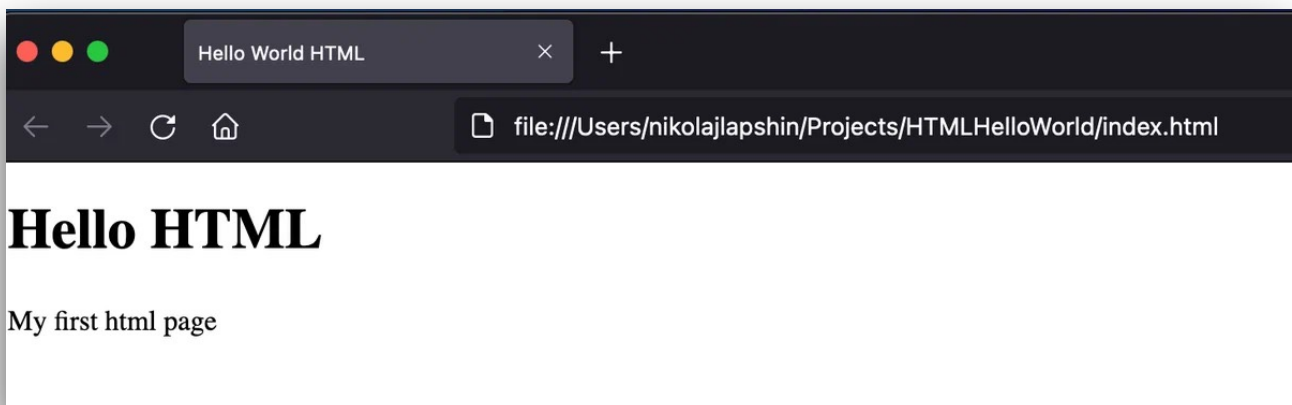 Hello World HTML
file:///Users/nikolajlapshin/Projects/HTMLHelloWorld/index.html
Hello HTML
My first html page